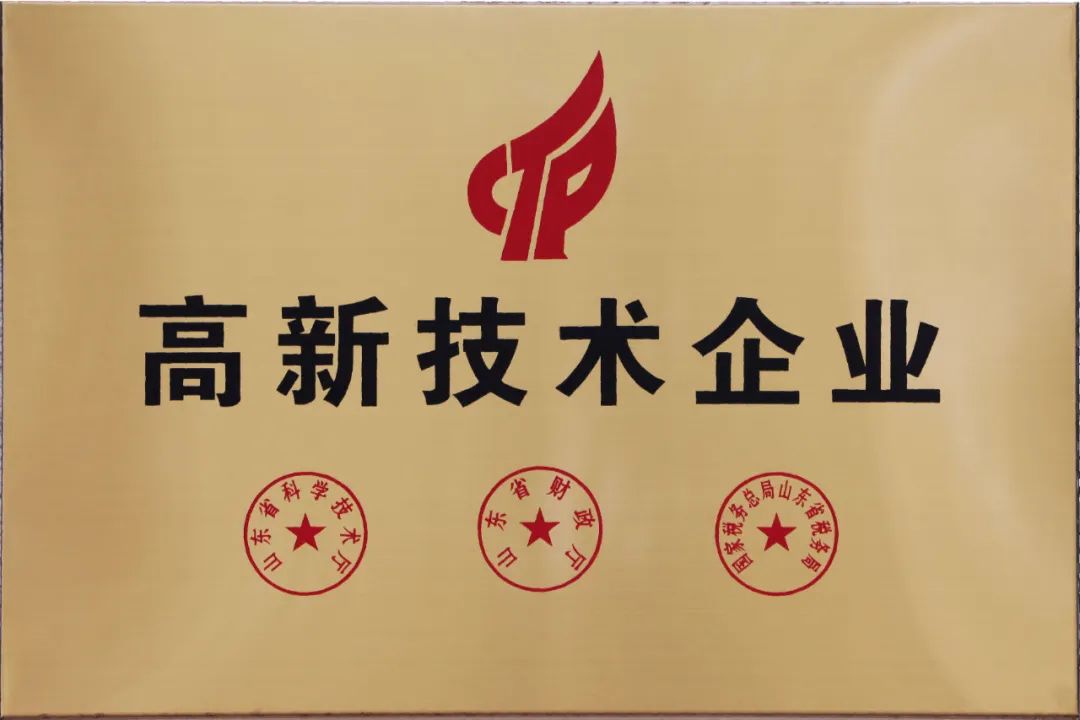 CTP
高新技术企业
山东省科学技术厅
山东省财政厅
国家税务总局山东省税务局